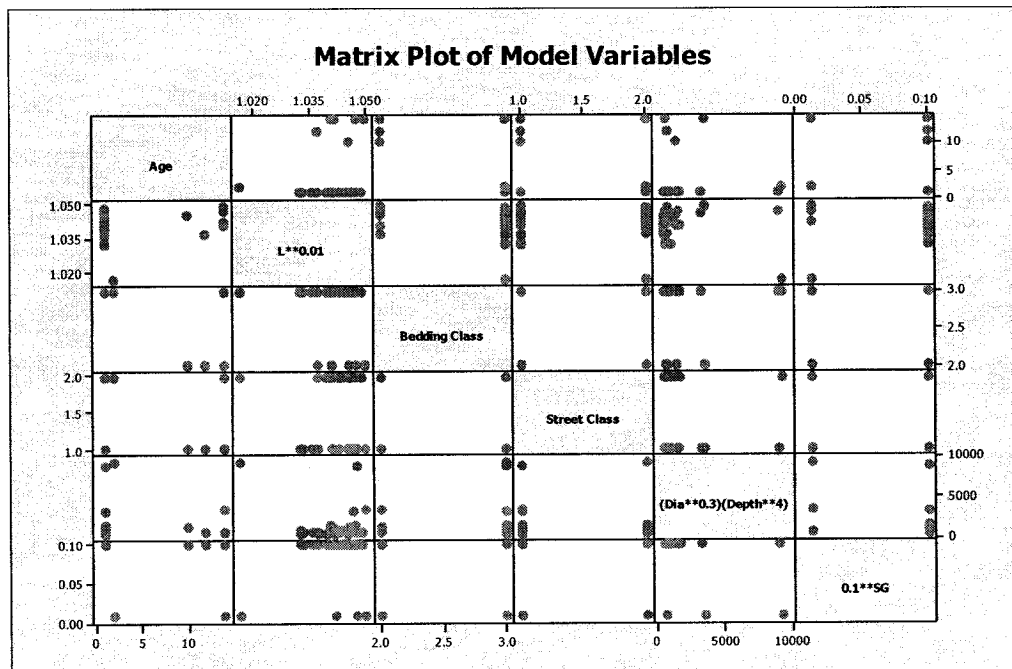 Matrix Plot of Model Variables
1.020 1.035 1.050 1.0 1.5 2.0 0.00 0.05 0.10
Age
10
5
0
1.050
1.035
1.020
L**0.01
Bedding Class
3.0
2.5
2.0
2.0
1.5
1.0
Street Class
(Dia**0.3)(Depth**4)
10000
5000
0
0.10
0.05
0.00
0.1**SG
0 5 10 2.0 2.5 3.0 0 5000 10000